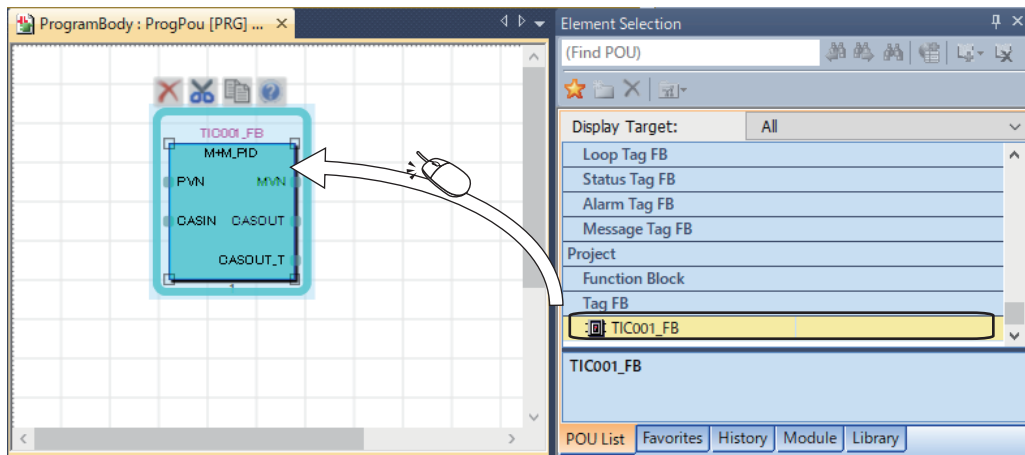 ProgramBody : ProgPou [PRG] ...
TIC001_FB
M+M_PID
PVN MVN
CASIN CASOUT
CASOUT_T
1
Element Selection
(Find POU)
Display Target: All
Loop Tag FB
Status Tag FB
Alarm Tag FB
Message Tag FB
Project
Function Block
Tag FB
TIC001_FB
TIC001_FB
POU List Favorites History Module Library